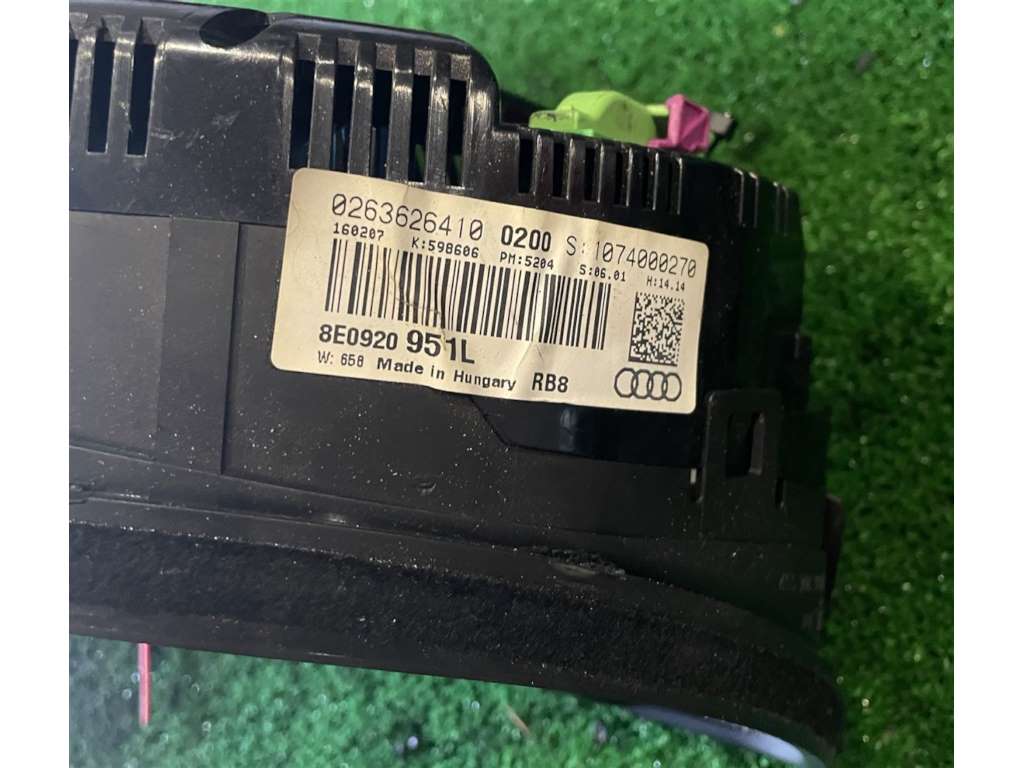 0263626410 0200 S:1074000270
160207 K:598606 PM:5204 S:06.01 H:14.14
8E0920 951L
W: 658 Made in Hungary RB8